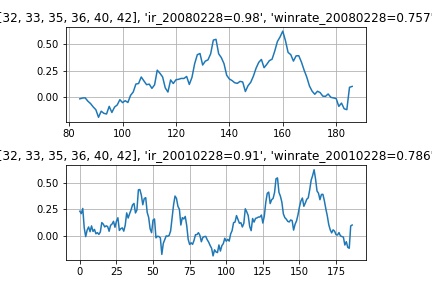 [32, 33, 35, 36, 40, 42], 'ir_20080228=0.98', 'winrate_20080228=0.757'
0.50
0.25
0.00
80 100 120 140 160 180
[32, 33, 35, 36, 40, 42], 'ir_20010228=0.91', 'winrate_20010228=0.786'
0.50
0.25
0.00
0 25 50 75 100 125 150 175